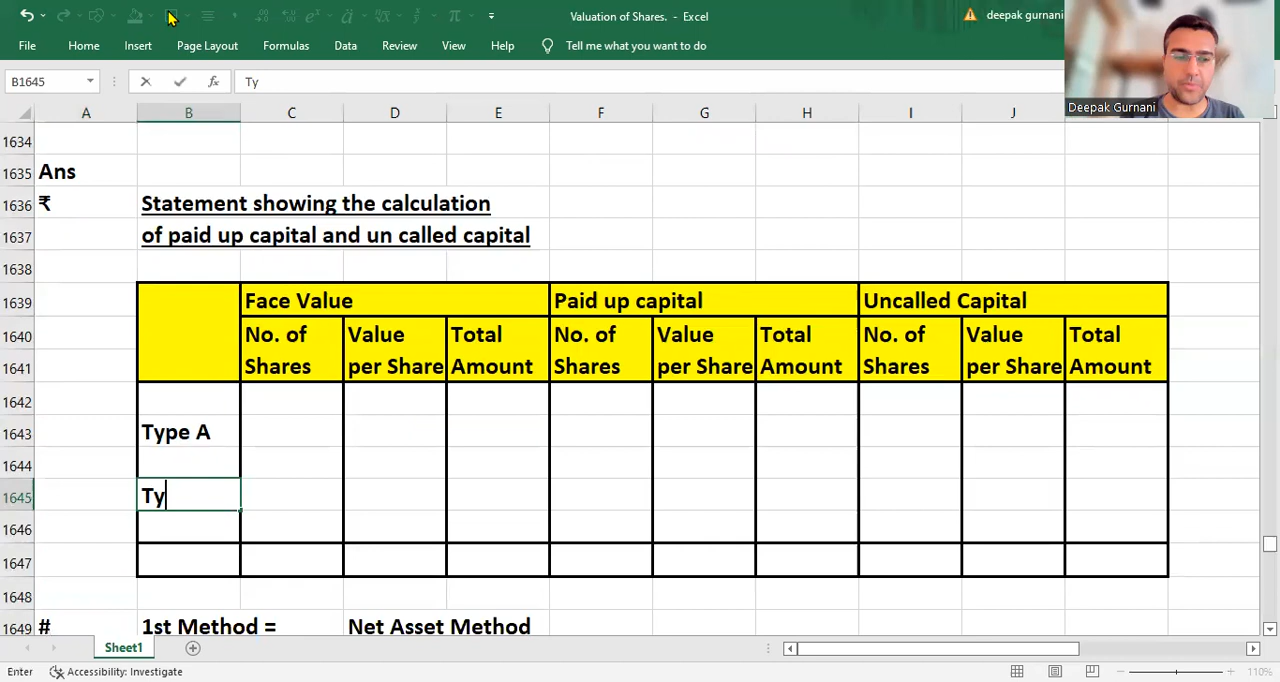 Valuation of Shares. - Excel
deepak gurnani
File Home Insert Page Layout Formulas Data Review View Help Tell me what you want to do
B1645 fx Ty
Deepak Gurnani
A B C D E F G H I J
1634
1635 Ans
1636 ₹ Statement showing the calculation
1637 of paid up capital and un called capital
1638
1639 Face Value Paid up capital Uncalled Capital
1640 No. of Value Total No. of Value Total No. of Value Total
1641 Shares per Share Amount Shares per Share Amount Shares per Share Amount
1642
1643 Type A
1644
1645 Ty
1646
1647
1648
1649 # 1st Method = Net Asset Method
Sheet1
Enter Accessibility: Investigate 110%